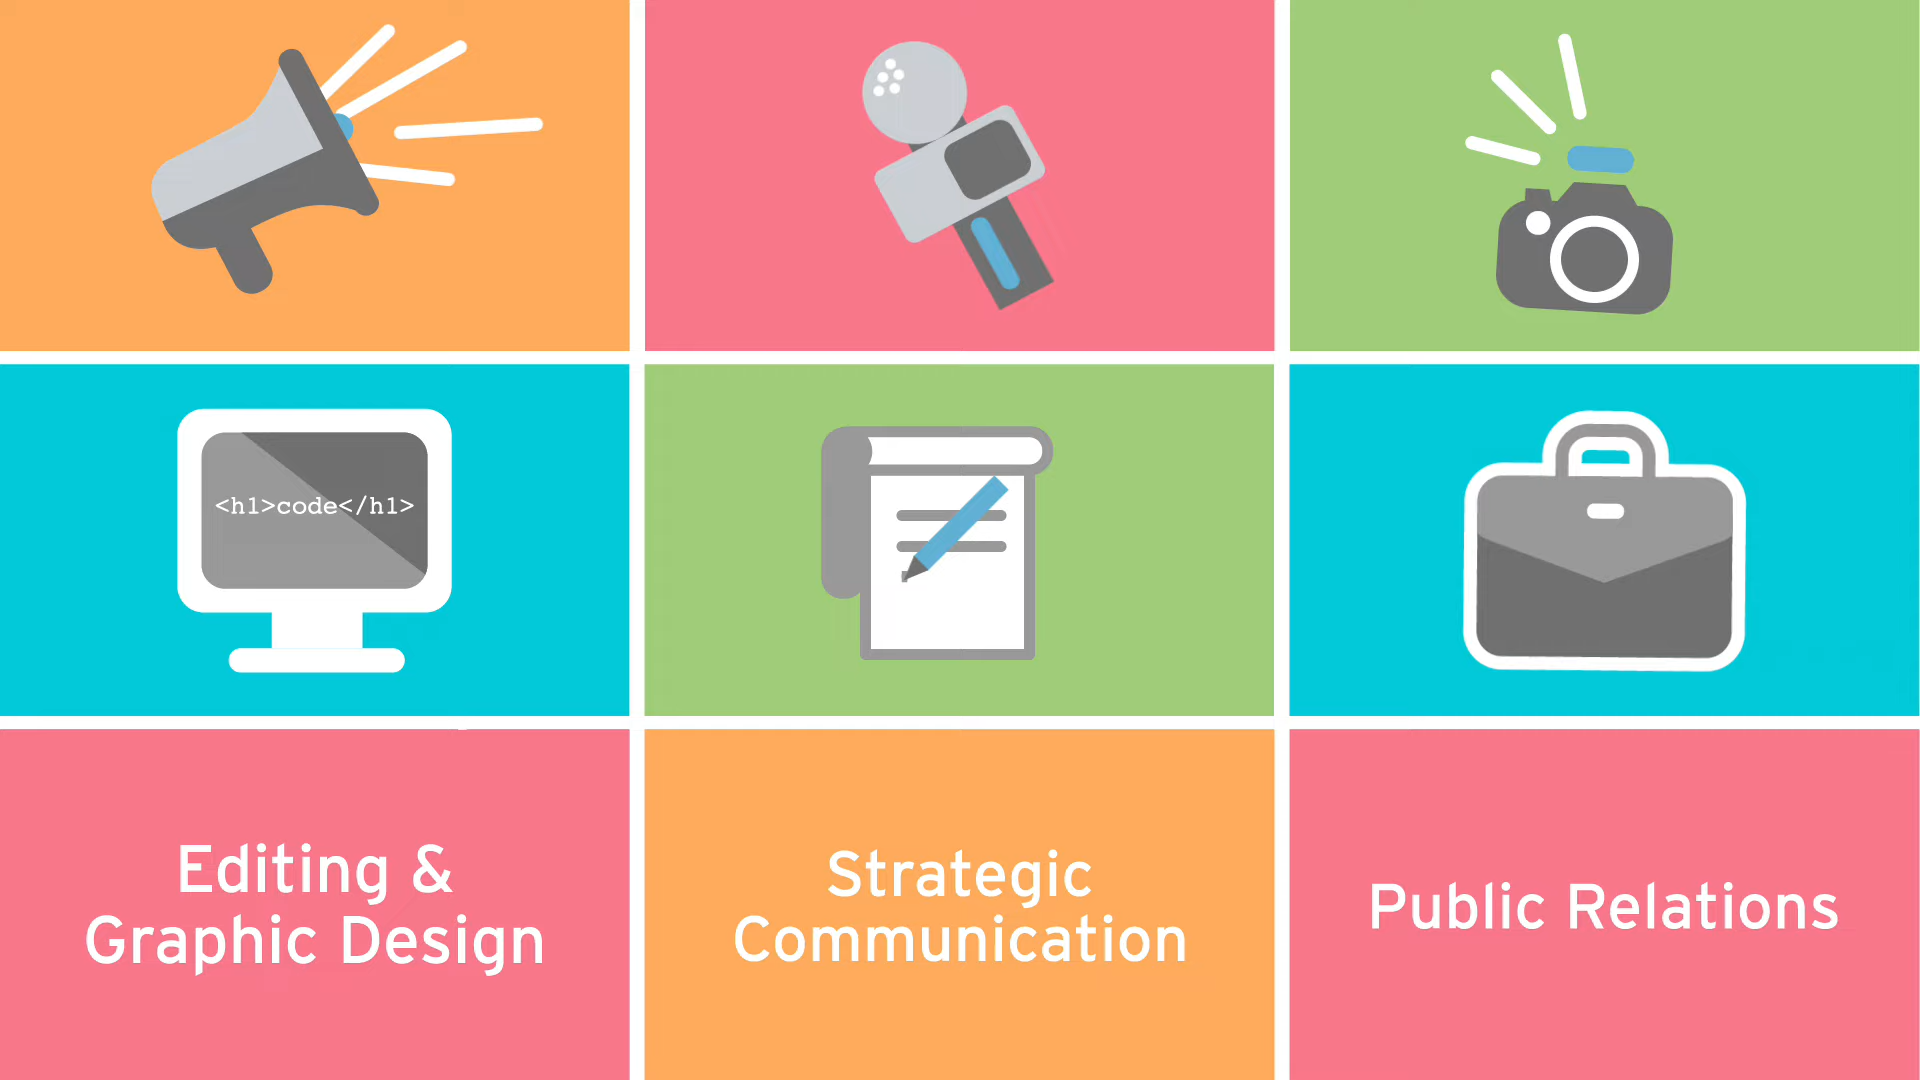 <h1>code</h1>
Editing &
Graphic Design
Strategic
Communication
Public Relations